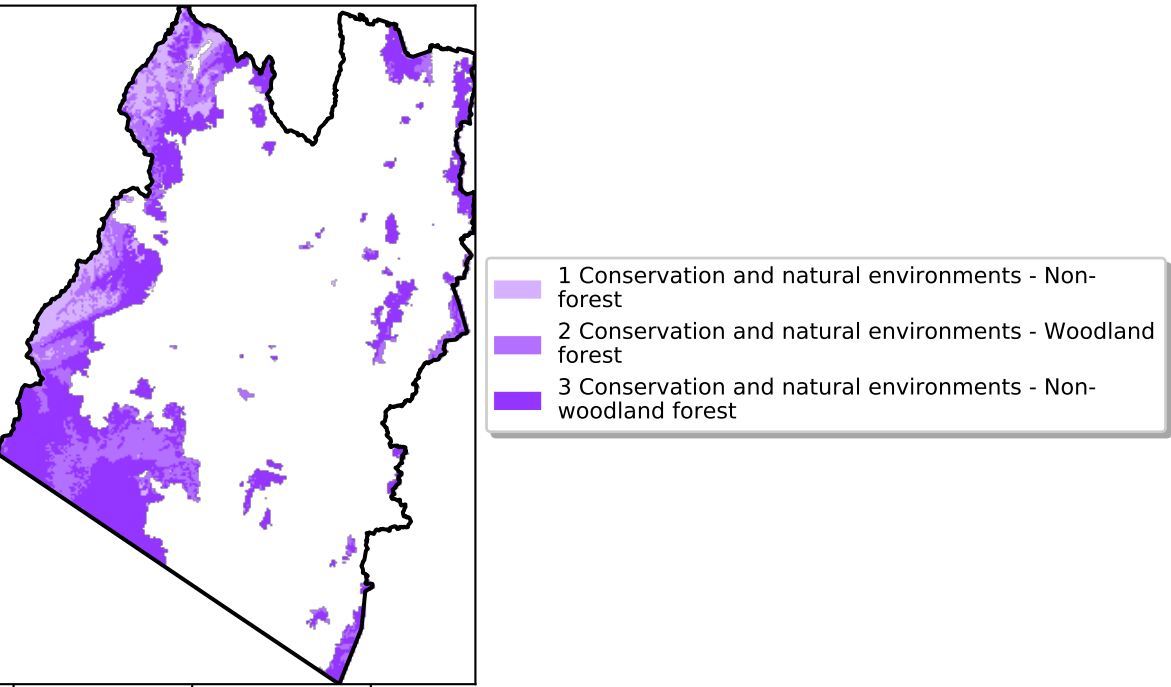 1 Conservation and natural environments - Non-
forest
2 Conservation and natural environments - Woodland
forest
3 Conservation and natural environments - Non-
woodland forest